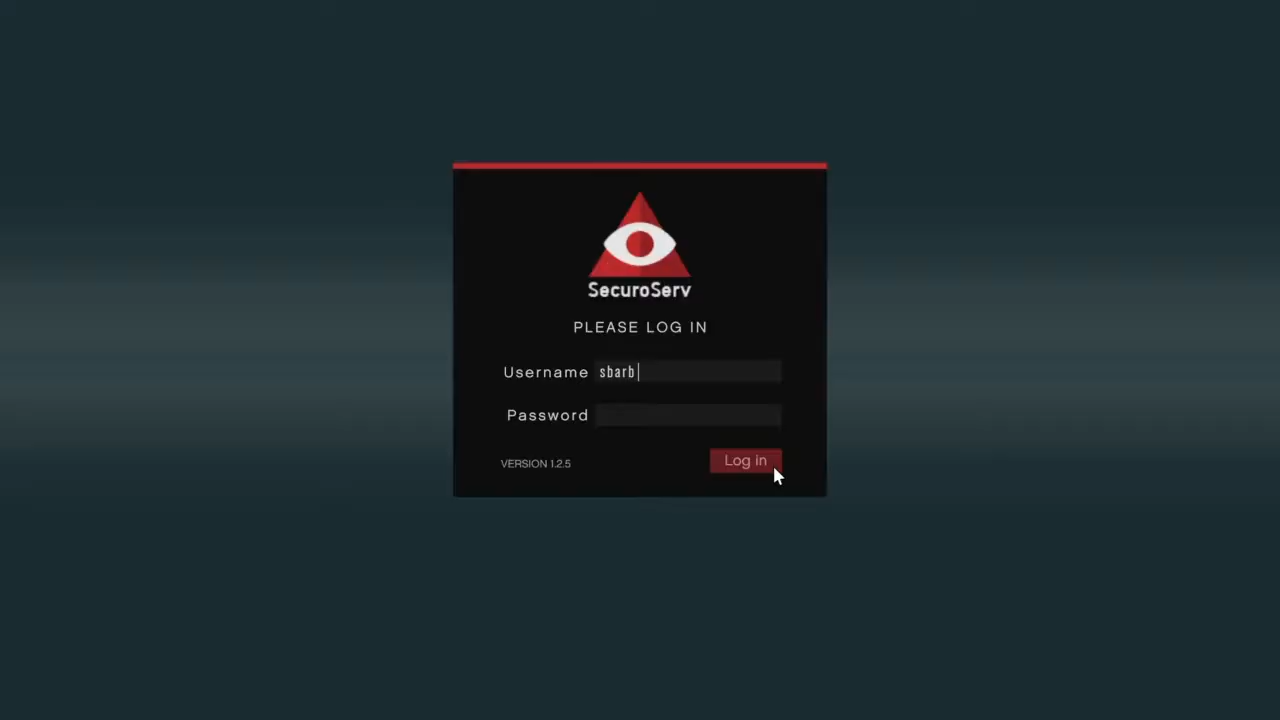 SecuroServ
PLEASE LOG IN
Username sbarb
Password
VERSION 1.2.5
Log in